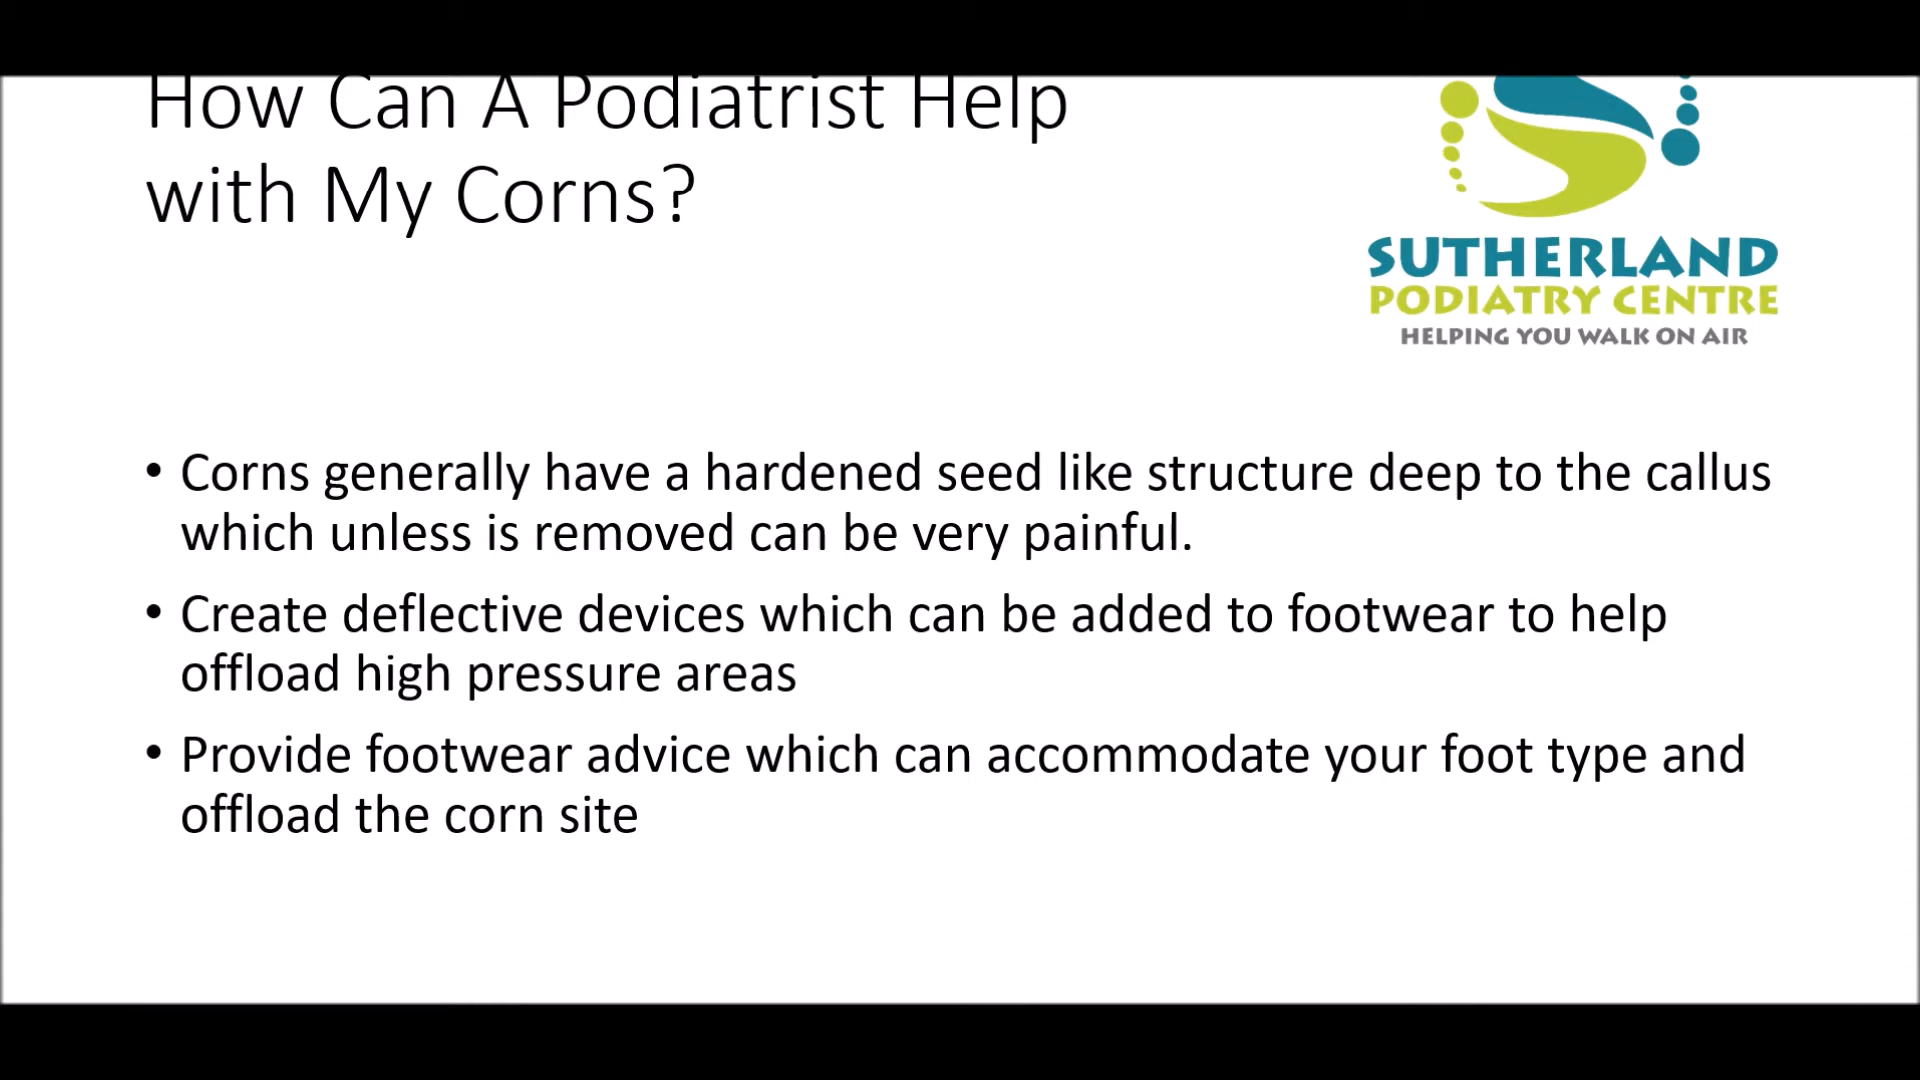 How Can A Podiatrist Help
with My Corns?
SUTHERLAND
PODIATRY CENTRE
HELPING YOU WALK ON AIR
• Corns generally have a hardened seed like structure deep to the callus
which unless is removed can be very painful.
• Create deflective devices which can be added to footwear to help
offload high pressure areas
• Provide footwear advice which can accommodate your foot type and
offload the corn site